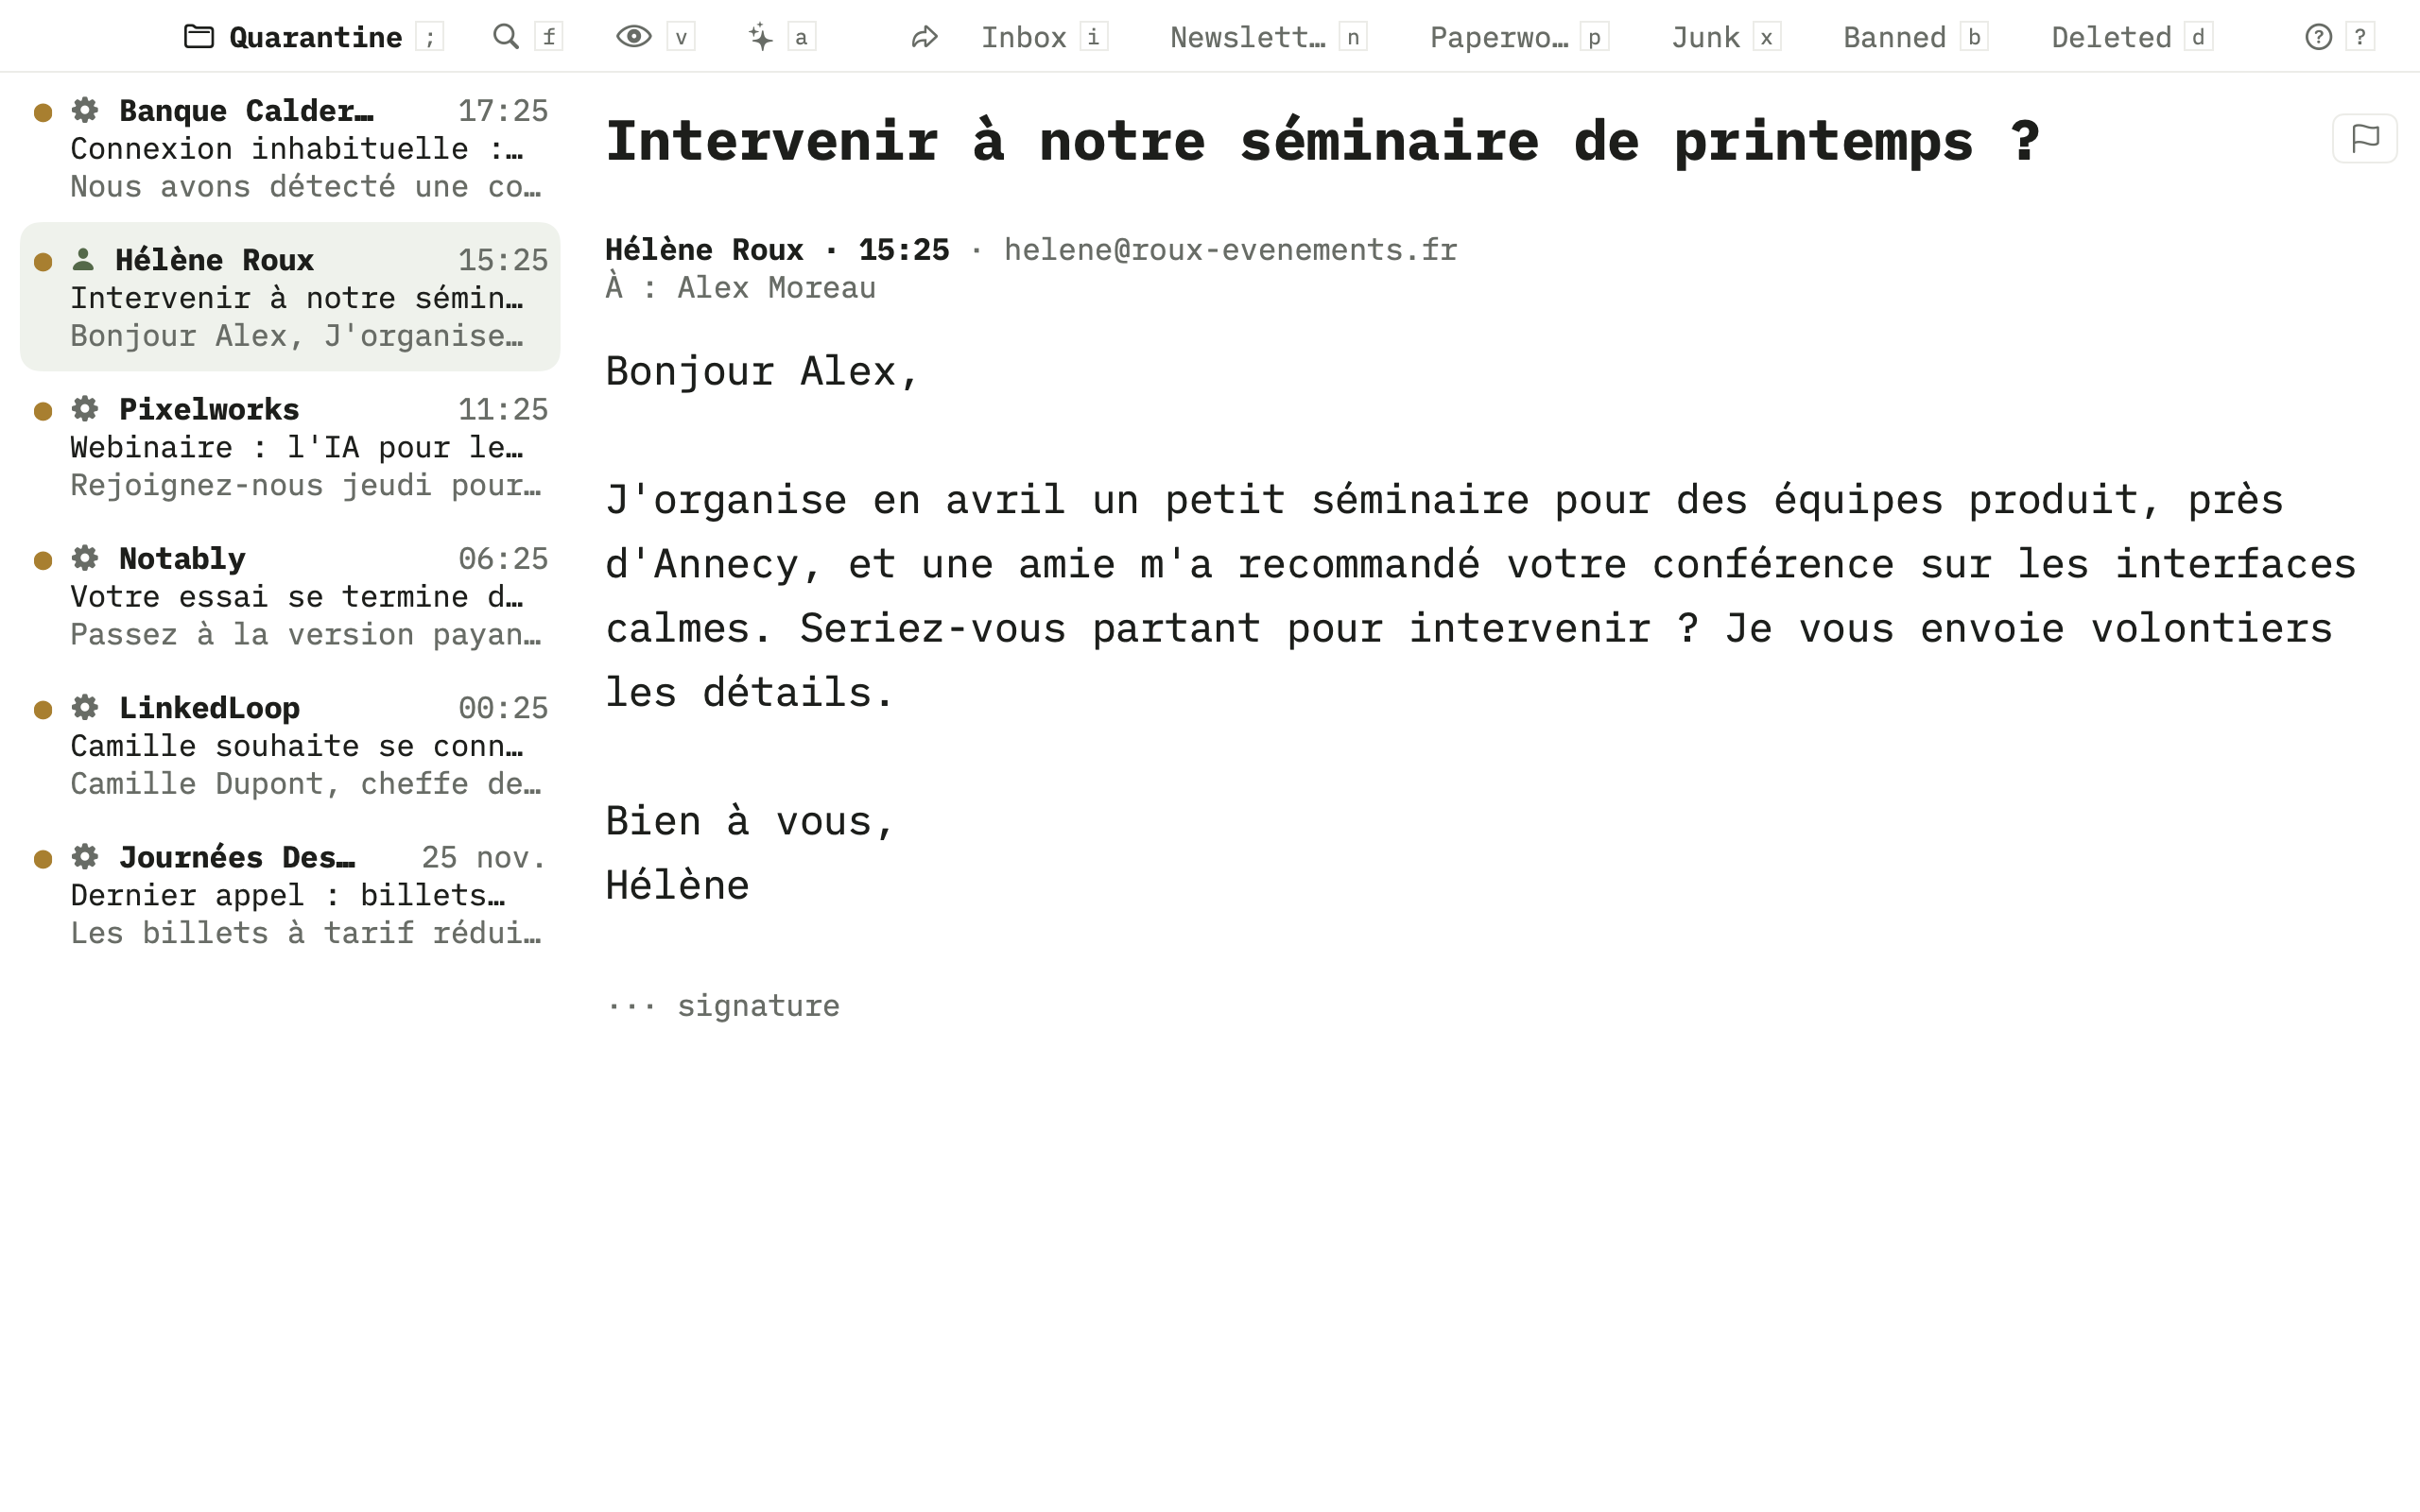 Quarantine ; f v a Inbox i Newslett… n Paperwo… p Junk x Banned b Deleted d ? ?
Banque Calder… 17:25
Connexion inhabituelle :…
Nous avons détecté une co…
Hélène Roux 15:25
Intervenir à notre sémin…
Bonjour Alex, J'organise…
Pixelworks 11:25
Webinaire : l'IA pour le…
Rejoignez-nous jeudi pour…
Notably 06:25
Votre essai se termine d…
Passez à la version payan…
LinkedLoop 00:25
Camille souhaite se conn…
Camille Dupont, cheffe de…
Journées Des… 25 nov.
Dernier appel : billets…
Les billets à tarif rédui…
Intervenir à notre séminaire de printemps ?
Hélène Roux · 15:25 · helene@roux-evenements.fr
À : Alex Moreau
Bonjour Alex,
J'organise en avril un petit séminaire pour des équipes produit, près
d'Annecy, et une amie m'a recommandé votre conférence sur les interfaces
calmes. Seriez-vous partant pour intervenir ? Je vous envoie volontiers
les détails.
Bien à vous,
Hélène
··· signature